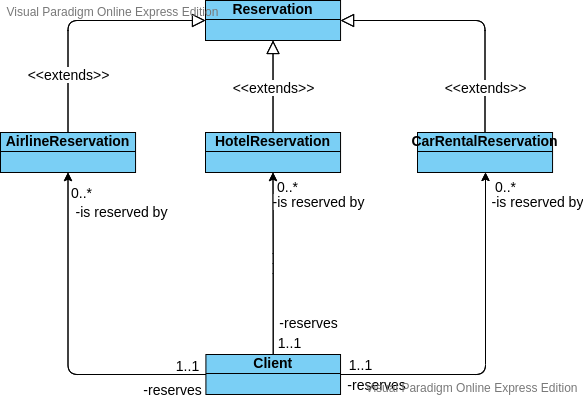 Visual Paradigm Online Express Edition
Reservation
<<extends>>
<<extends>>
<<extends>>
AirlineReservation
HotelReservation
CarRentalReservation
0..*
-is reserved by
0..*
-is reserved by
0..*
-is reserved by
-reserves
1..1
Client
1..1
-reserves
1..1
-reserves
Visual Paradigm Online Express Edition